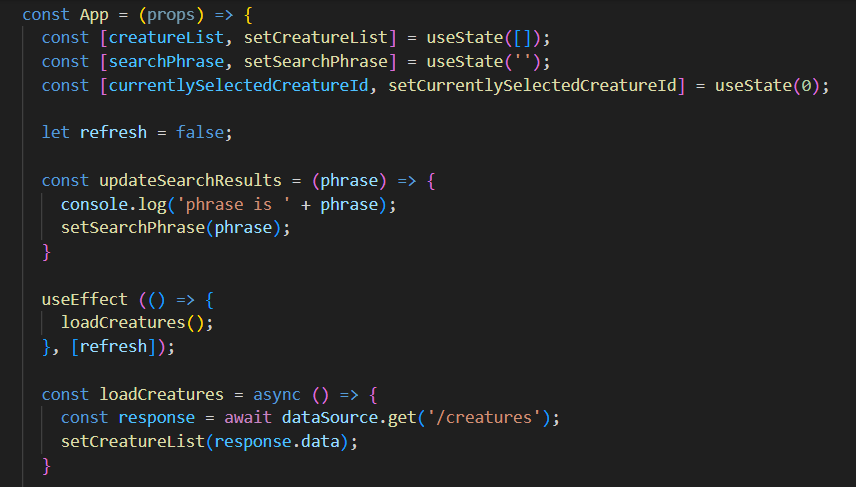 const App = (props) => {
const [creatureList, setCreatureList] = useState([]);
const [searchPhrase, setSearchPhrase] = useState('');
const [currentlySelectedCreatureId, setCurrentlySelectedCreatureId] = useState(0);
let refresh = false;
const updateSearchResults = (phrase) => {
console.log('phrase is ' + phrase);
setSearchPhrase(phrase);
}
useEffect (() => {
loadCreatures();
}, [refresh]);
const loadCreatures = async () => {
const response = await dataSource.get('/creatures');
setCreatureList(response.data);
}